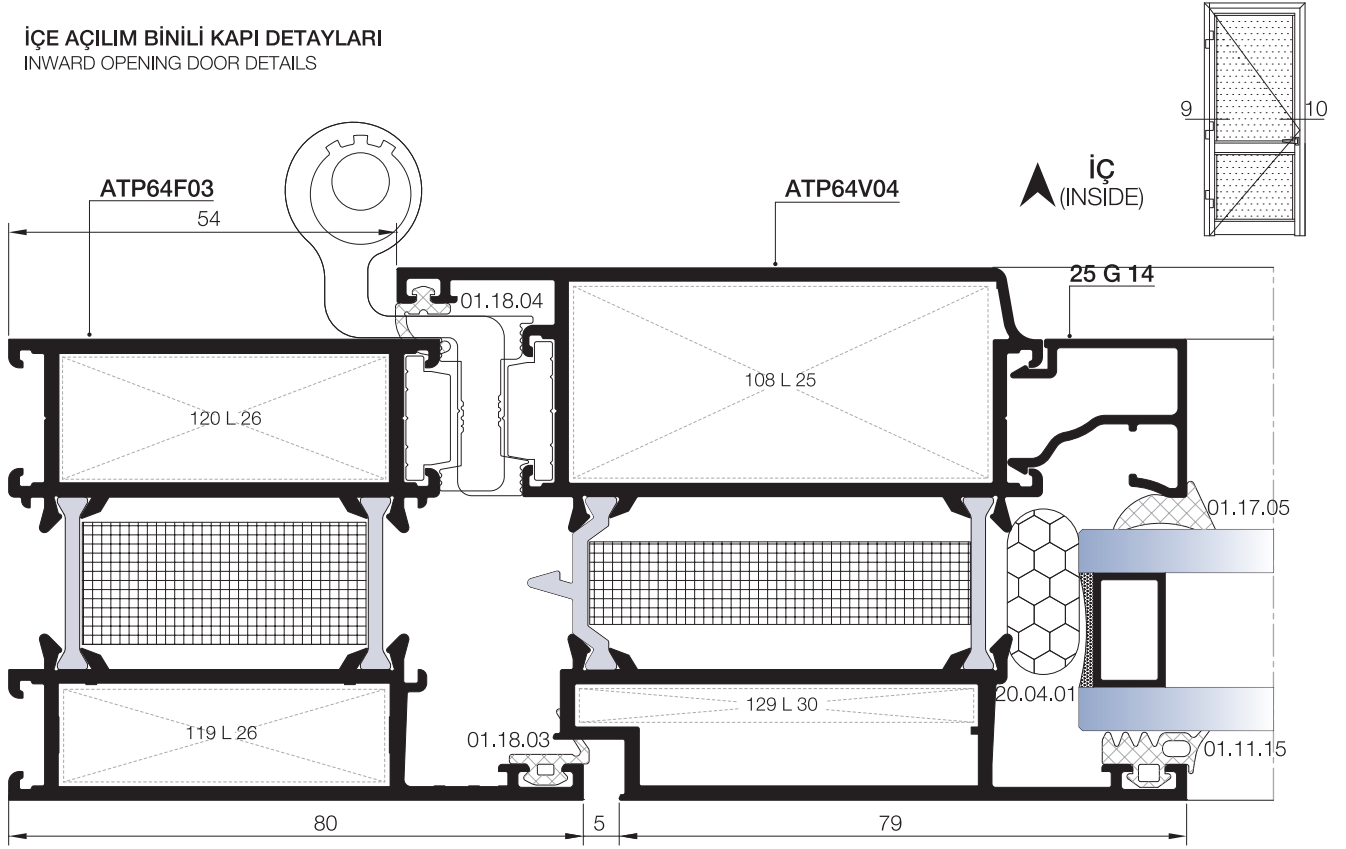 İÇE AÇILIM BİNİLİ KAPI DETAYLARI
INWARD OPENING DOOR DETAILS
9
10
ATP64F03
ATP64V04
İÇ
(INSIDE)
54
25 G 14
01.18.04
120 L 26
108 L 25
01.17.05
20.04.01
119 L 26
129 L 30
01.18.03
01.11.15
80
5
79